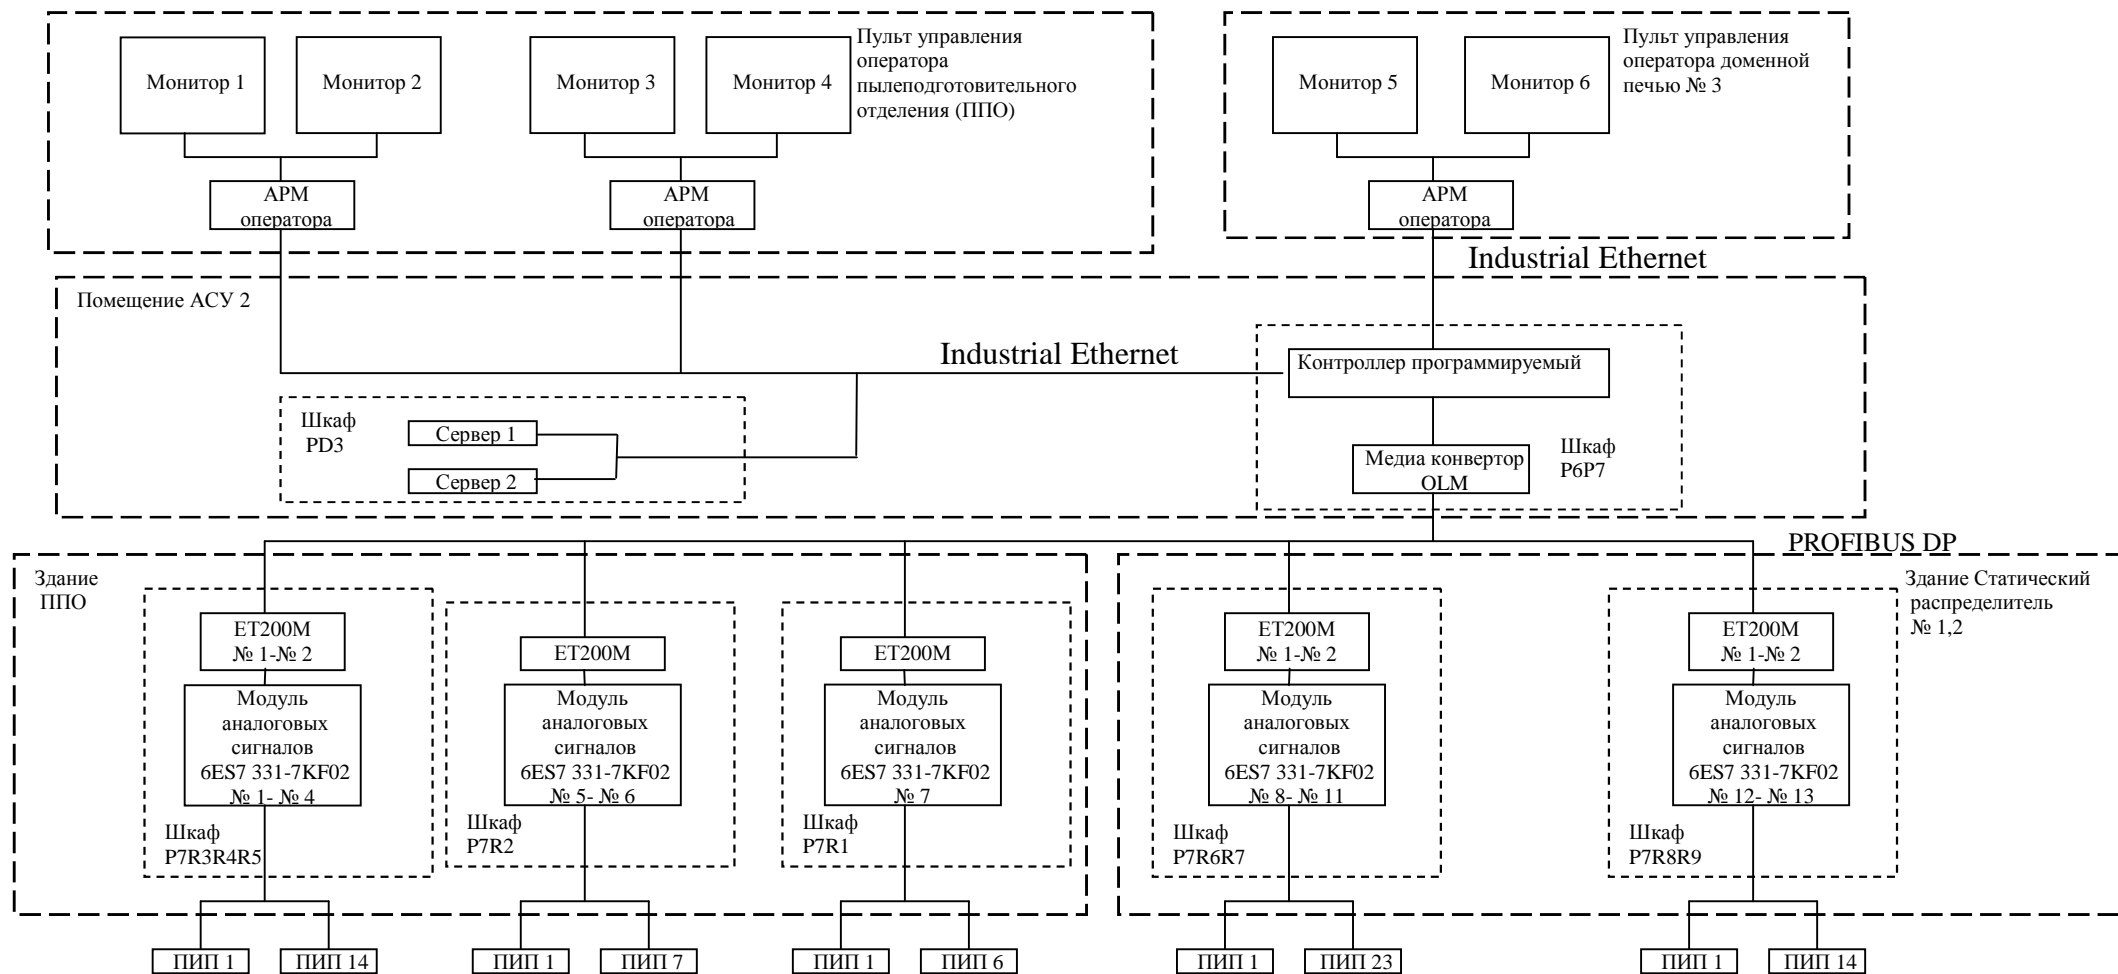 Монитор 1
Монитор 2
Монитор 3
Монитор 4
Пульт управления
оператора
пылеподготовительного
отделения (ППО)
АРМ
оператора
АРМ
оператора
Монитор 5
Монитор 6
Пульт управления
оператора доменной
печью № 3
АРМ
оператора
Industrial Ethernet
Помещение АСУ 2
Industrial Ethernet
Контроллер программируемый
Шкаф
PD3
Сервер 1
Сервер 2
Медиа конвертор
OLM
Шкаф
P6P7
PROFIBUS DP
Здание
ППО
ET200M
№ 1-№ 2
Модуль
аналоговых
сигналов
6ES7 331-7KF02
№ 1- № 4
Шкаф
P7R3R4R5
ET200M
Модуль
аналоговых
сигналов
6ES7 331-7KF02
№ 5- № 6
Шкаф
P7R2
ET200M
Модуль
аналоговых
сигналов
6ES7 331-7KF02
№ 7
Шкаф
P7R1
Здание Статический
распределитель
№ 1,2
ET200M
№ 1-№ 2
Модуль
аналоговых
сигналов
6ES7 331-7KF02
№ 8- № 11
Шкаф
P7R6R7
ET200M
№ 1-№ 2
Модуль
аналоговых
сигналов
6ES7 331-7KF02
№ 12- № 13
Шкаф
P7R8R9
ПИП 1
ПИП 14
ПИП 1
ПИП 7
ПИП 1
ПИП 6
ПИП 1
ПИП 23
ПИП 1
ПИП 14